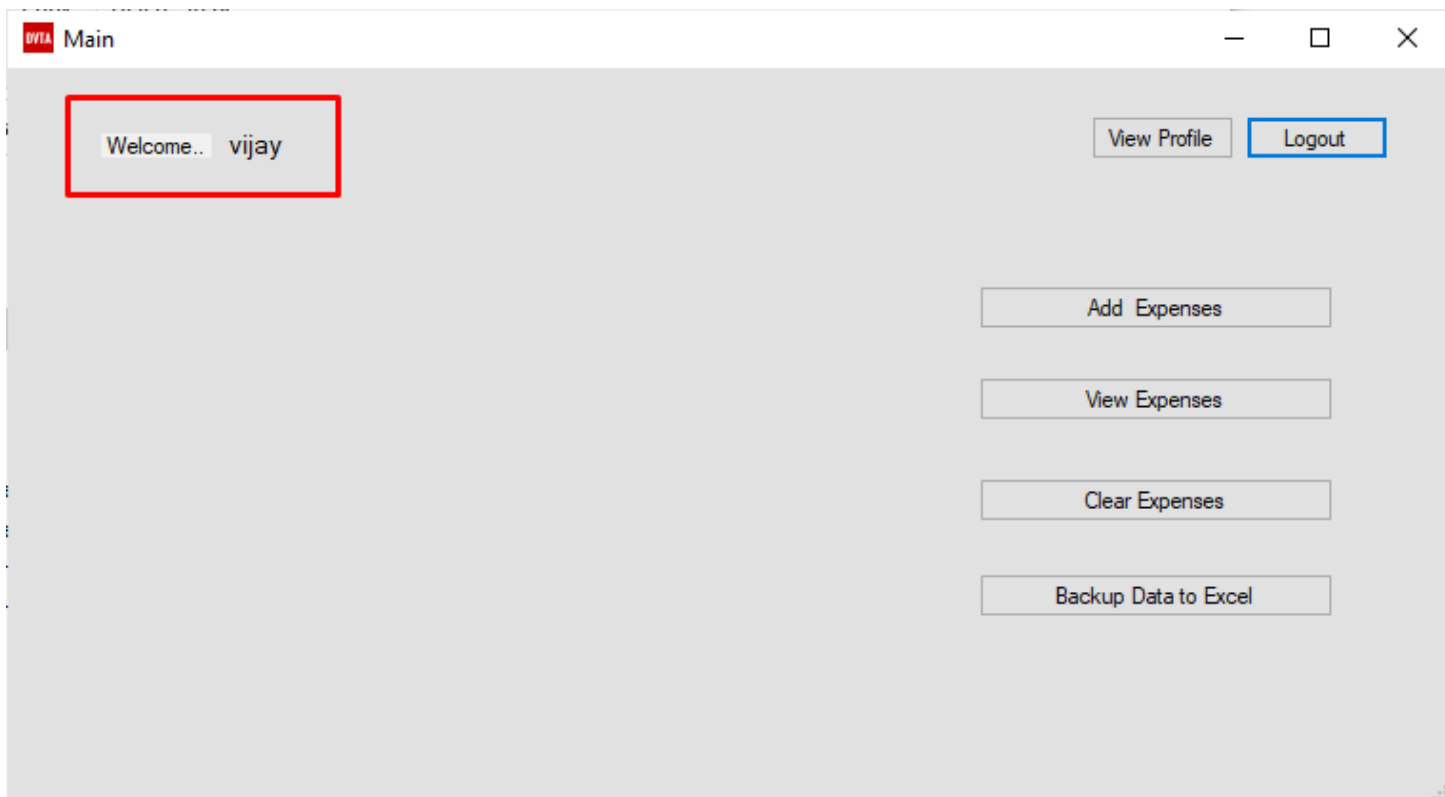 DVTA Main
Welcome.. vijay
View Profile Logout
Add Expenses
View Expenses
Clear Expenses
Backup Data to Excel